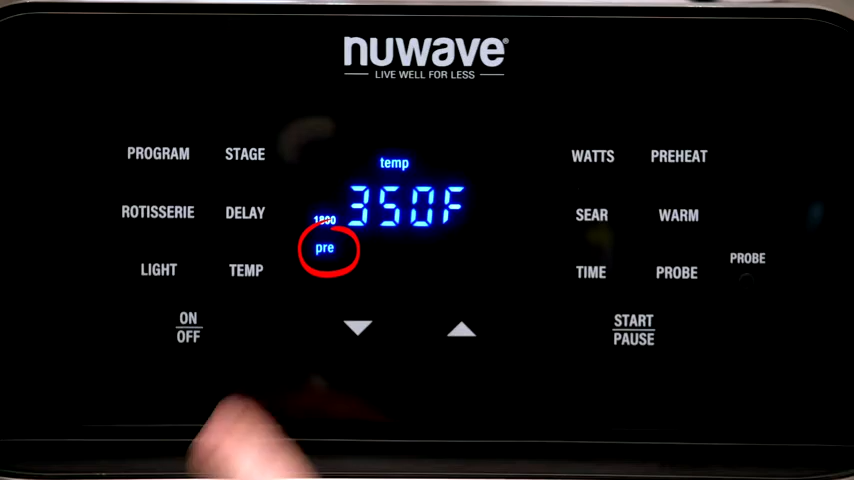 nuwave®
LIVE WELL FOR LESS
PROGRAM
STAGE
temp
WATTS
PREHEAT
350F
ROTISSERIE
DELAY
1800
SEAR
WARM
pre
LIGHT
TEMP
TIME
PROBE
PROBE
ON
OFF
START
PAUSE